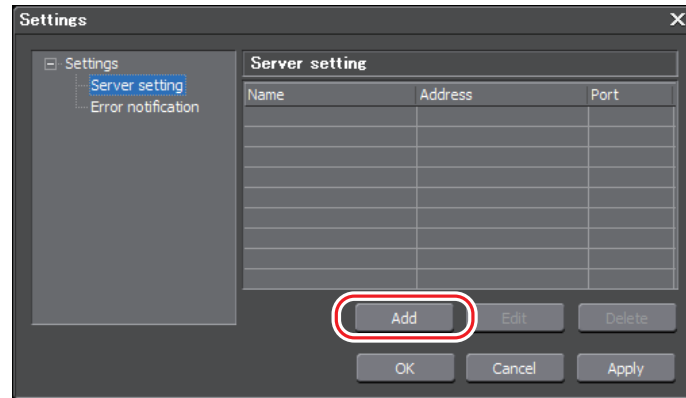 Settings
Settings
Server setting
Error notification
Server setting
Name Address Port
Add Edit Delete
OK Cancel Apply